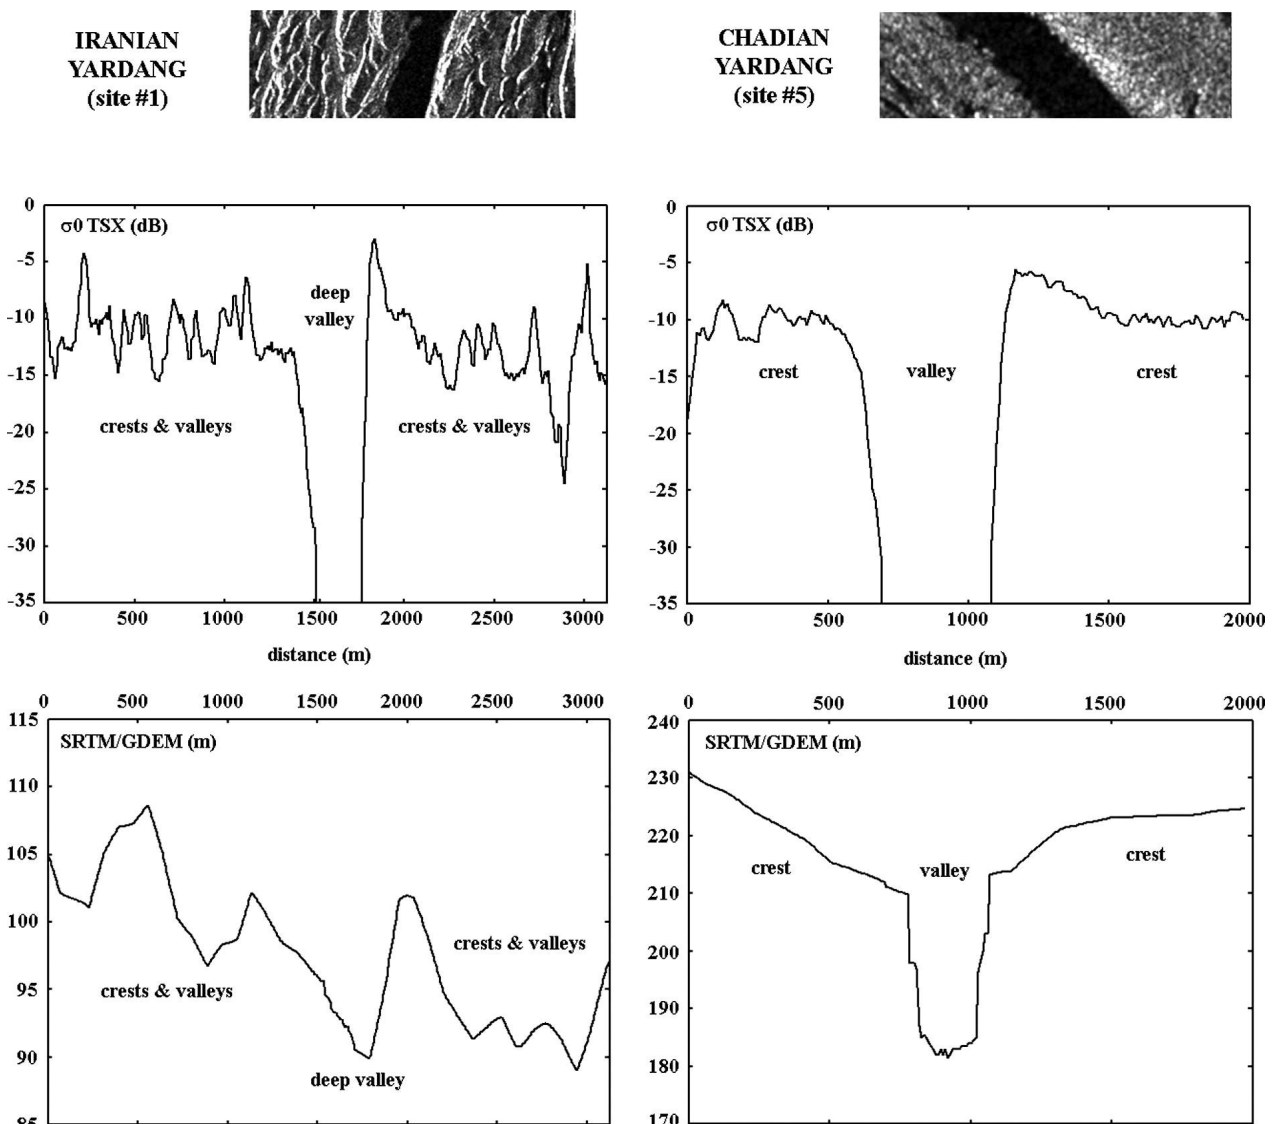 IRANIAN
YARDANG
(site #1)
CHADIAN
YARDANG
(site #5)
0
-5
-10
-15
-20
-25
-30
-35
σ0 TSX (dB)
deep
valley
crests & valleys
crests & valleys
0 500 1000 1500 2000 2500 3000
distance (m)
0
-5
-10
-15
-20
-25
-30
-35
σ0 TSX (dB)
crest valley crest
0 500 1000 1500 2000
distance (m)
0 500 1000 1500 2000 2500 3000
115
110
105
100
95
90
85
SRTM/GDEM (m)
crests & valleys
crests & valleys
deep valley
0 500 1000 1500 2000
240
230
220
210
200
190
180
170
SRTM/GDEM (m)
crest valley crest